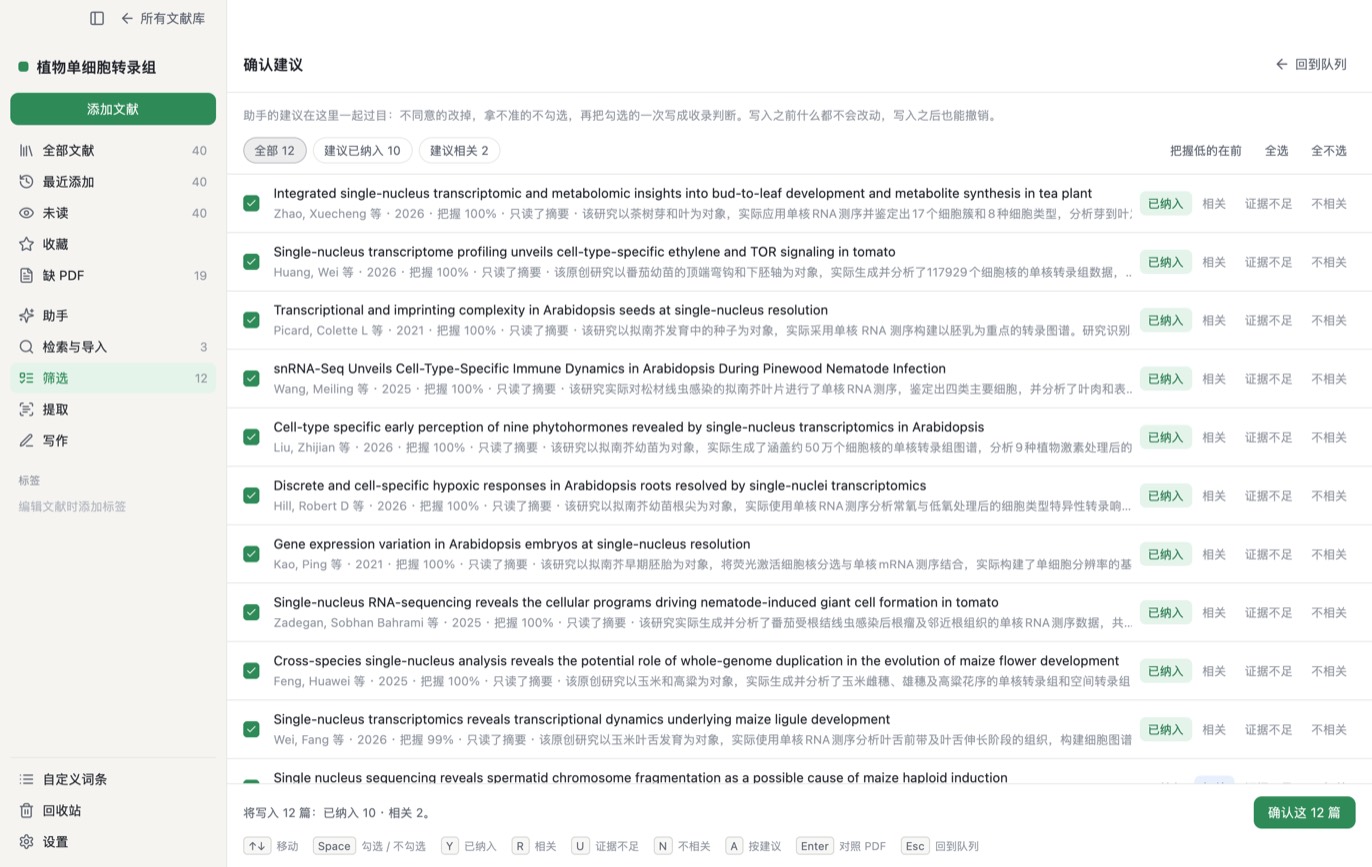 所有文献库
植物单细胞转录组
添加文献
全部文献 40
最近添加 40
未读 40
收藏
缺 PDF 19
助手
检索与导入 3
筛选 12
提取
写作
标签
编辑文献时添加标签
自定义词条
回收站
设置
确认建议
回到队列
助手的建议在这里一起过目：不同意的改掉，拿不准的不勾选，再把勾选的一次写成收录判断。写入之前什么都不会改动，写入之后也能撤销。
全部 12 建议已纳入 10 建议相关 2 把握低的在前 全选 全不选
Integrated single-nucleus transcriptomic and metabolomic insights into bud-to-leaf development and metabolite synthesis in tea plant
Zhao, Xuecheng 等 · 2026 · 把握 100% · 只读了摘要 · 该研究以茶树芽和叶为对象，实际应用单核 RNA 测序并鉴定出 17 个细胞簇和 8 种细胞类型，分析芽到叶
已纳入 相关 证据不足 不相关
Single-nucleus transcriptome profiling unveils cell-type-specific ethylene and TOR signaling in tomato
Huang, Wei 等 · 2026 · 把握 100% · 只读了摘要 · 该原创研究以番茄幼苗的顶端弯钩和下胚轴为对象，实际生成并分析了117929 个细胞核的单核转录组数据，..
已纳入 相关 证据不足 不相关
Transcriptional and imprinting complexity in Arabidopsis seeds at single-nucleus resolution
Picard, Colette L 等 · 2021 · 把握 100% · 只读了摘要 · 该研究以拟南芥发育中的种子为对象，实际采用单核 RNA 测序构建以胚乳为重点的转录图谱。研究识别
已纳入 相关 证据不足 不相关
snRNA-Seq Unveils Cell-Type-Specific Immune Dynamics in Arabidopsis During Pinewood Nematode Infection
Wang, Meiling 等 · 2025 · 把握 100% · 只读了摘要 · 该研究实际对松材线虫感染的拟南芥叶片进行了单核 RNA 测序，鉴定出四类主要细胞，并分析了叶肉和表..
已纳入 相关 证据不足 不相关
Cell-type specific early perception of nine phytohormones revealed by single-nucleus transcriptomics in Arabidopsis
Liu, Zhijian 等 · 2026 · 把握 100% · 只读了摘要 · 该研究以拟南芥幼苗为对象，实际生成了涵盖约 50 万个细胞核的单核转录组图谱，分析 9 种植物激素处理后的
已纳入 相关 证据不足 不相关
Discrete and cell-specific hypoxic responses in Arabidopsis roots resolved by single-nuclei transcriptomics
Hill, Robert D 等 · 2026 · 把握 100% · 只读了摘要 · 该研究以拟南芥幼苗根尖为对象，实际使用单核 RNA 测序分析常氧与低氧处理后的细胞类型特异性转录响...
已纳入 相关 证据不足 不相关
Gene expression variation in Arabidopsis embryos at single-nucleus resolution
Kao, Ping 等 · 2021 · 把握 100% · 只读了摘要 · 该研究以拟南芥早期胚胎为对象，将荧光激活细胞核分选与单核 mRNA 测序结合，实际构建了单细胞分辨率的基
已纳入 相关 证据不足 不相关
Single-nucleus RNA-sequencing reveals the cellular programs driving nematode-induced giant cell formation in tomato
Zadegan, Sobhan Bahrami 等 · 2025 · 把握 100% · 只读了摘要 · 该研究实际生成并分析了番茄受根结线虫感染后根瘤及邻近根组织的单核 RNA 测序数据，共...
已纳入 相关 证据不足 不相关
Cross-species single-nucleus analysis reveals the potential role of whole-genome duplication in the evolution of maize flower development
Feng, Huawei 等 · 2025 · 把握 100% · 只读了摘要 · 该原创研究以玉米和高粱为对象，实际生成并分析了玉米雌穗、雄穗及高粱花序的单核转录组和空间转录组
已纳入 相关 证据不足 不相关
Single-nucleus transcriptomics reveals transcriptional dynamics underlying maize ligule development
Wei, Fang 等 · 2026 · 把握 99% · 只读了摘要 · 该原创研究以玉米叶舌发育为对象，实际使用单核 RNA 测序分析叶舌前带及叶舌伸长阶段的组织，构建细胞图谱
已纳入 相关 证据不足 不相关
Single nucleus sequencing reveals spermatid chromosome fragmentation as a possible cause of maize haploid induction
将写入 12 篇：已纳入 10 · 相关 2。
确认这 12 篇
↑↓ 移动 Space 勾选 / 不勾选 Y 已纳入 R 相关 U 证据不足 N 不相关 A 按建议 Enter 对照 PDF Esc 回到队列